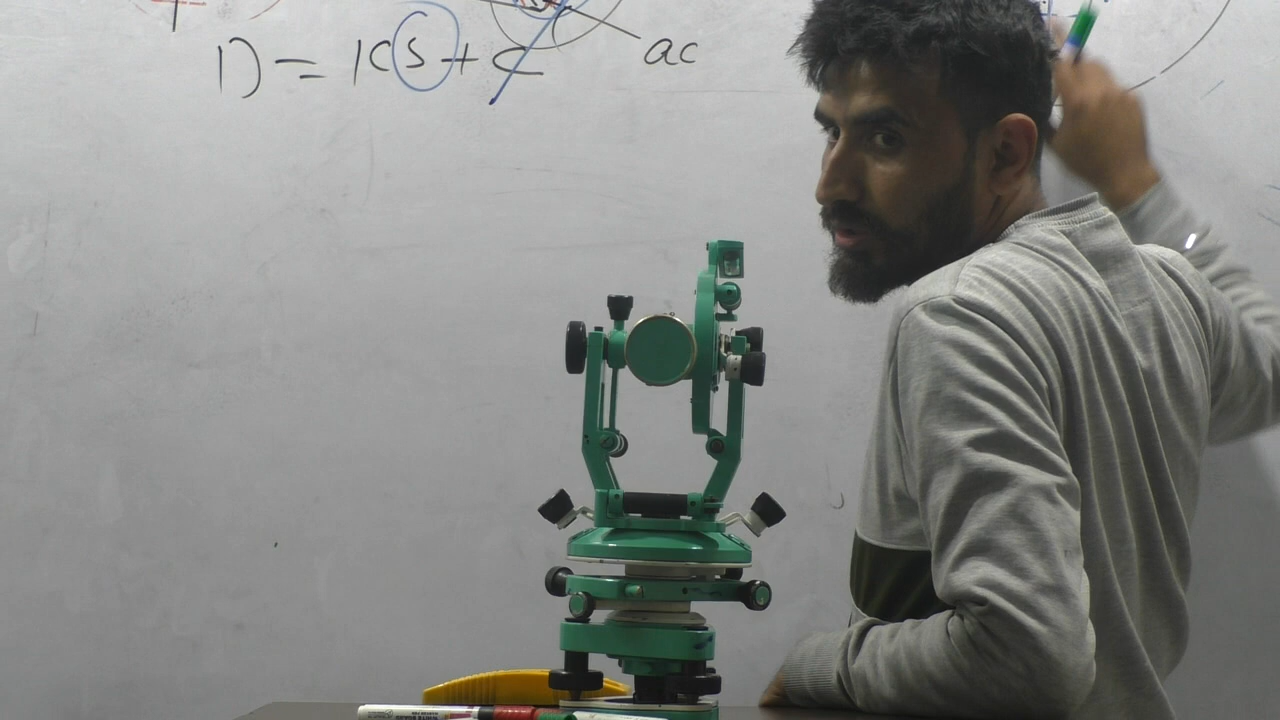 D = KS + C ac